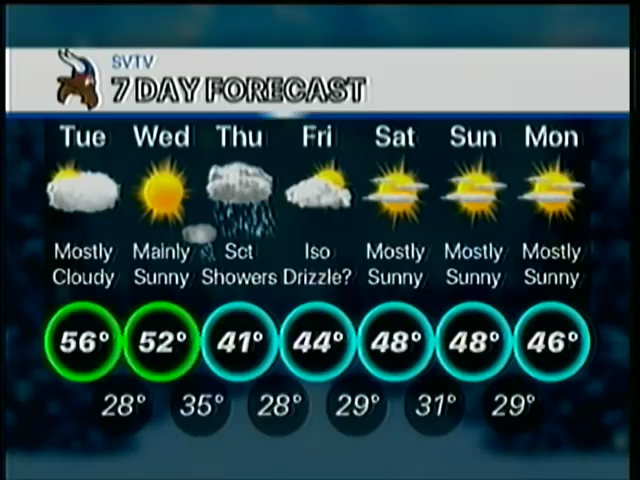 SVTV
7 DAY FORECAST
Tue Wed Thu Fri Sat Sun Mon
Mostly Mainly Sct Iso Mostly Mostly Mostly
Cloudy Sunny Showers Drizzle? Sunny Sunny Sunny
56° 52° 41° 44° 48° 48° 46°
28° 35° 28° 29° 31° 29°